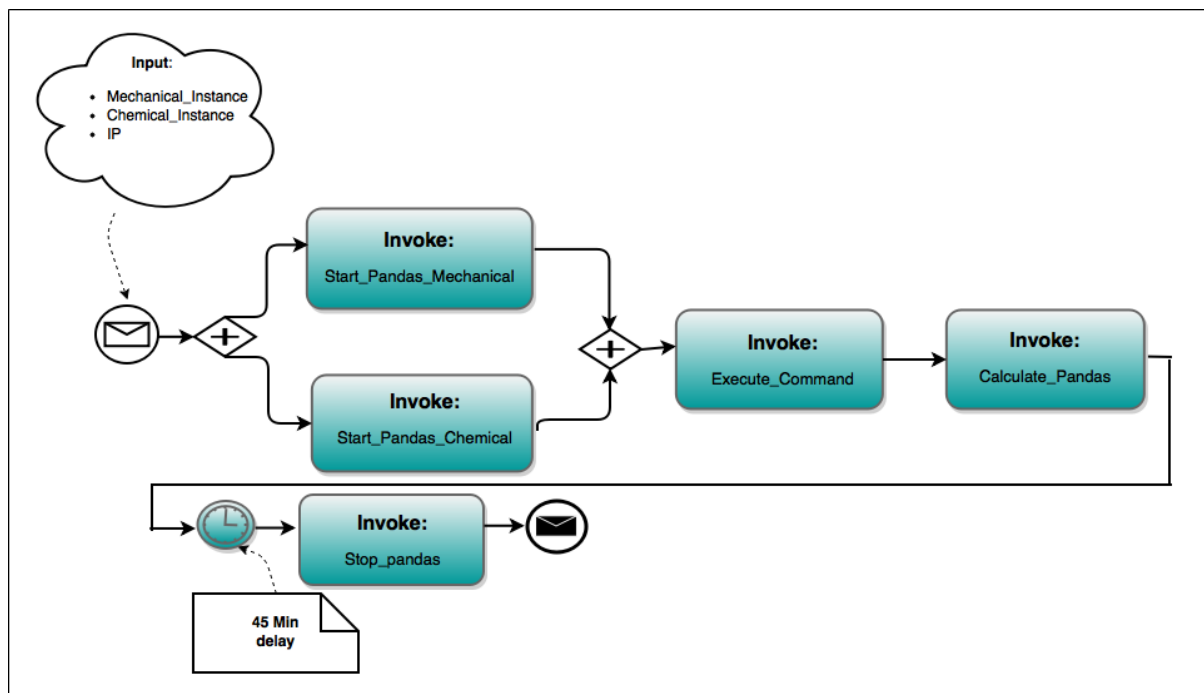 Input:
• Mechanical_Instance
• Chemical_Instance
• IP
Invoke:
Start_Pandas_Mechanical
Invoke:
Start_Pandas_Chemical
Invoke:
Execute_Command
Invoke:
Calculate_Pandas
Invoke:
Stop_pandas
45 Min
delay